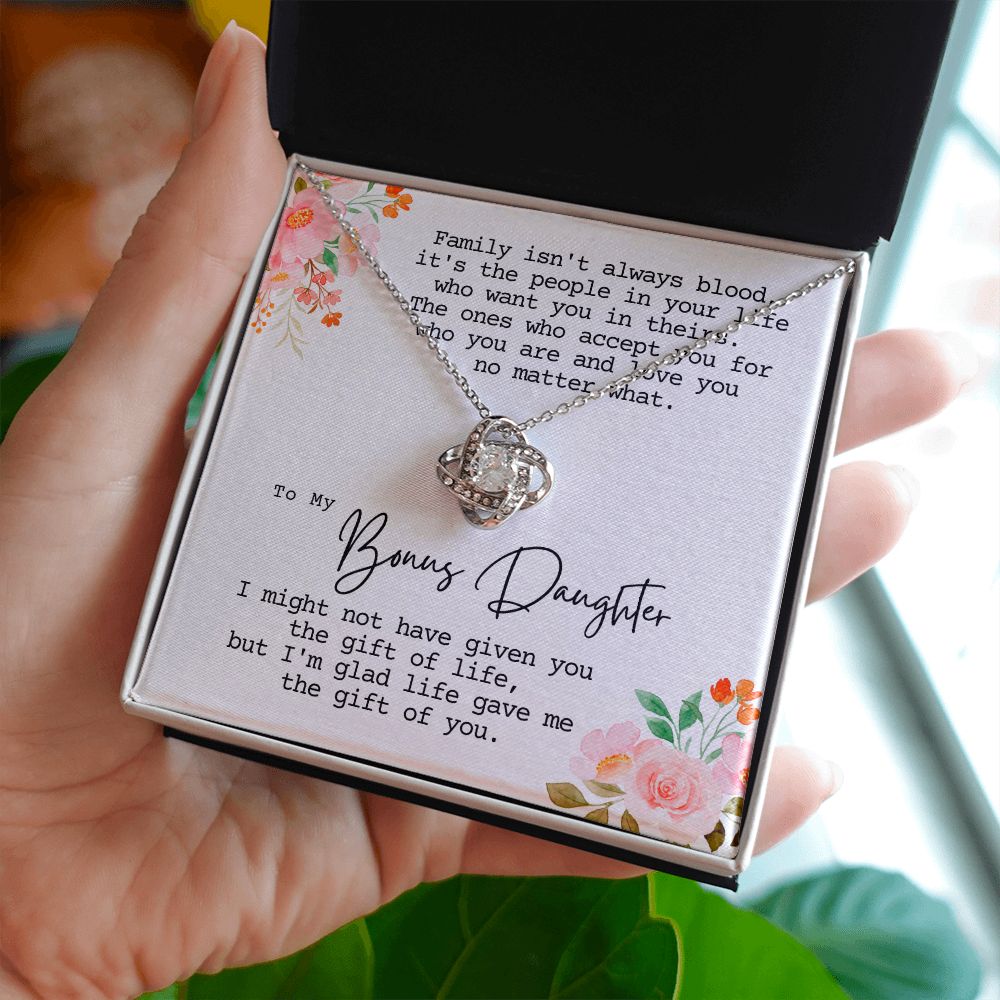 Family isn't always blood,
it's the people in your life
who want you in theirs.
The ones who accept you for
who you are and love you
no matter what.
To My
Bonus Daughter
I might not have given you
the gift of life,
but I'm glad life gave me
the gift of you.